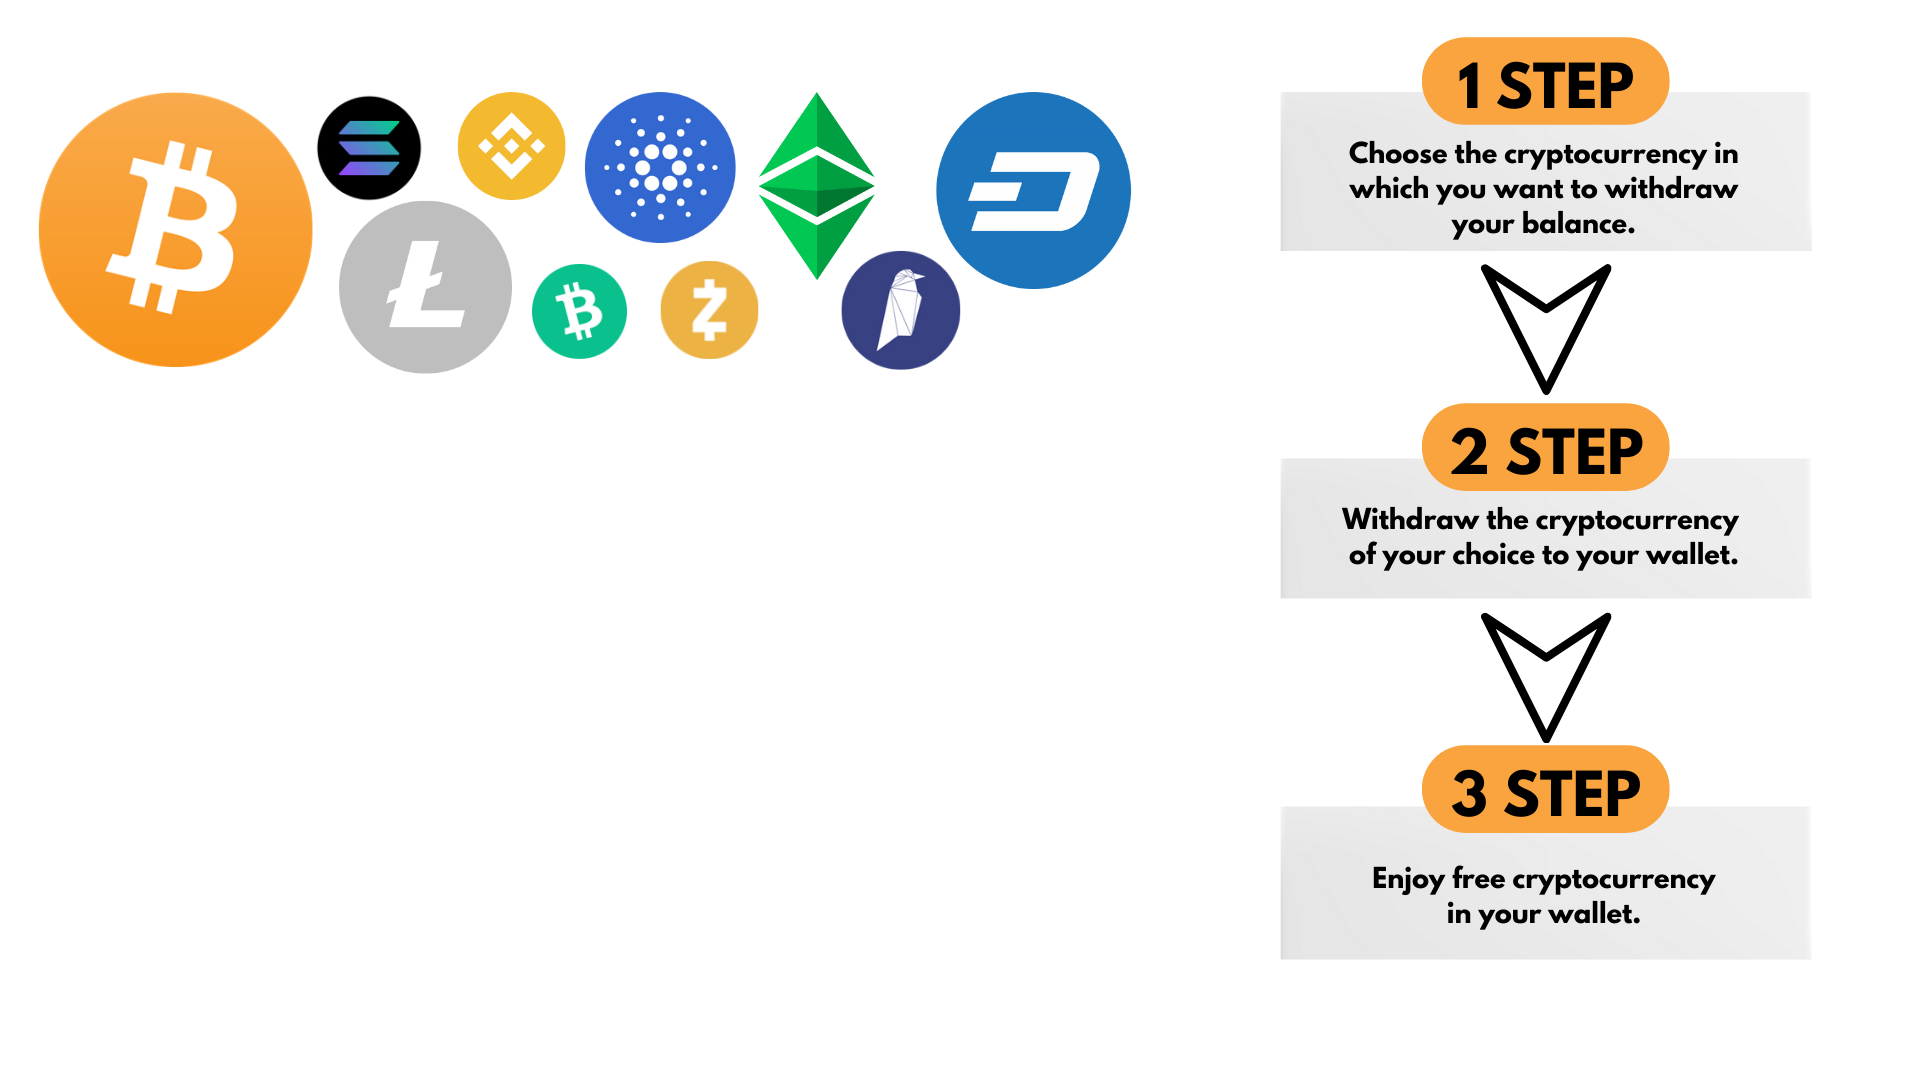 1 STEP
Choose the cryptocurrency in
which you want to withdraw
your balance.
2 STEP
Withdraw the cryptocurrency
of your choice to your wallet.
3 STEP
Enjoy free cryptocurrency
in your wallet.